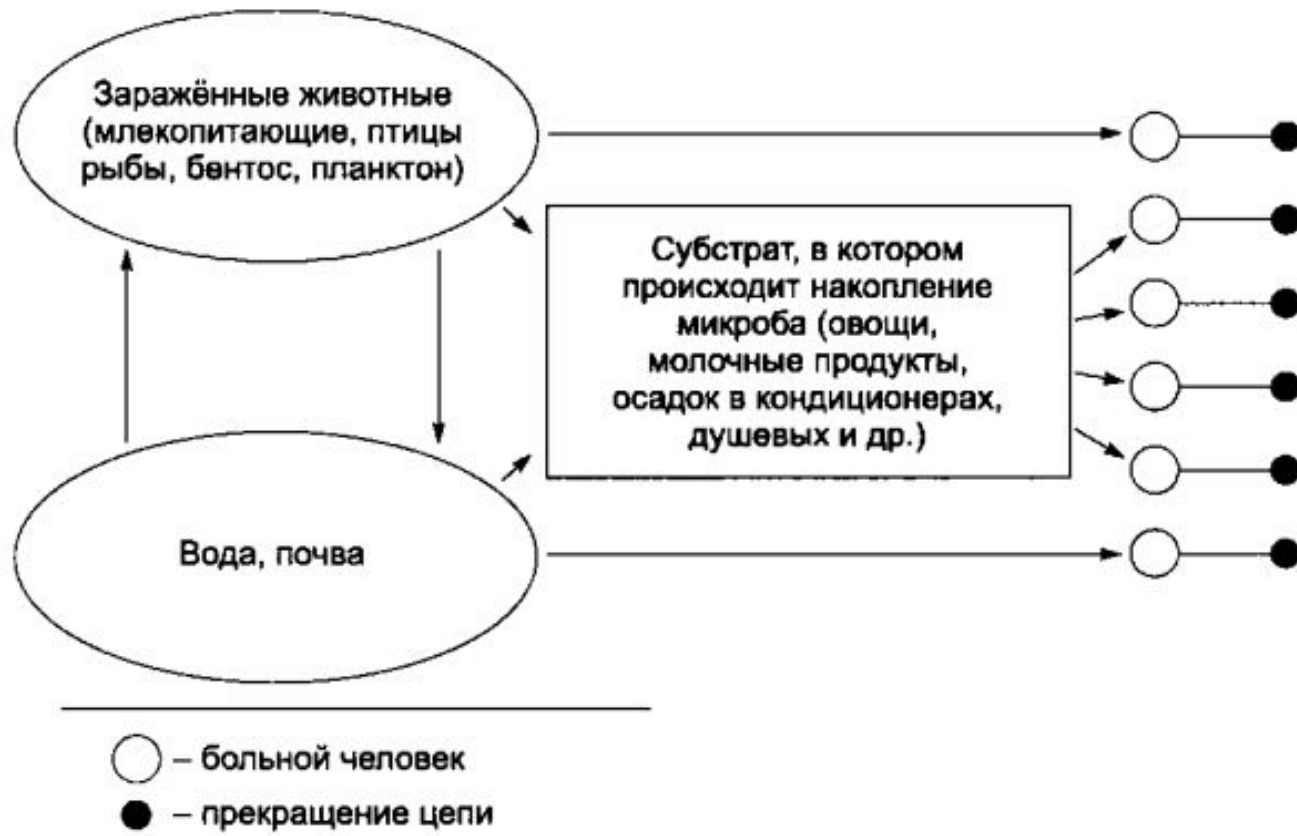 Заражённые животные
(млекопитающие, птицы
рыбы, бентос, планктон)
Субстрат, в котором
происходит накопление
микроба (овощи,
молочные продукты,
осадок в кондиционерах,
душевых и др.)
Вода, почва
– больной человек
– прекращение цепи